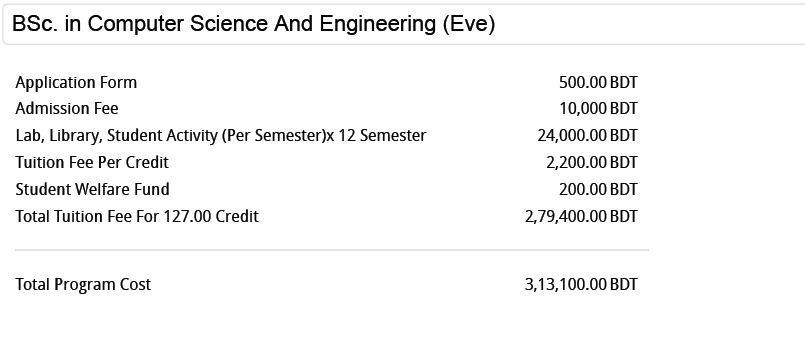 BSc. in Computer Science And Engineering (Eve)
Application Form 500.00 BDT
Admission Fee 10,000 BDT
Lab, Library, Student Activity (Per Semester)x 12 Semester 24,000.00 BDT
Tuition Fee Per Credit 2,200.00 BDT
Student Welfare Fund 200.00 BDT
Total Tuition Fee For 127.00 Credit 2,79,400.00 BDT
Total Program Cost 3,13,100.00 BDT